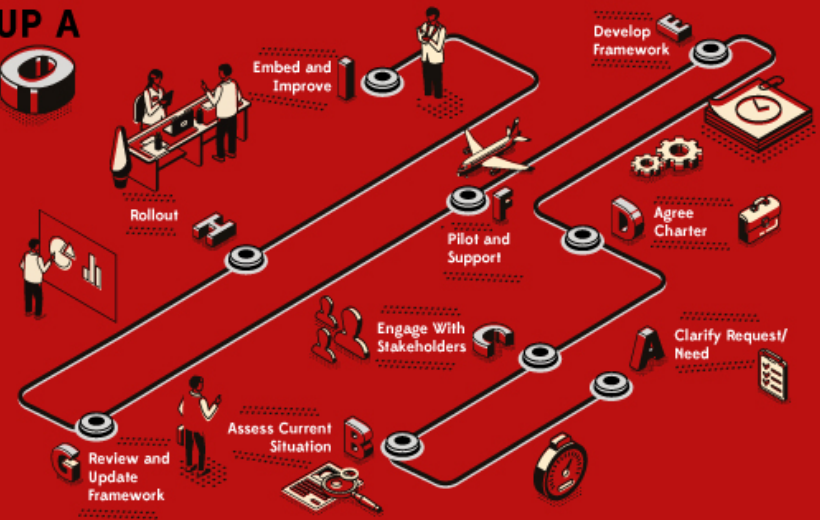 UP A
O
Develop
Framework
E
Embed and
Improve
I
D
Agree
Charter
Rollout
H
F
Pilot and
Support
Engage With
Stakeholders
C
A
Clarify Request/
Need
Assess Current
Situation
B
G
Review and
Update
Framework